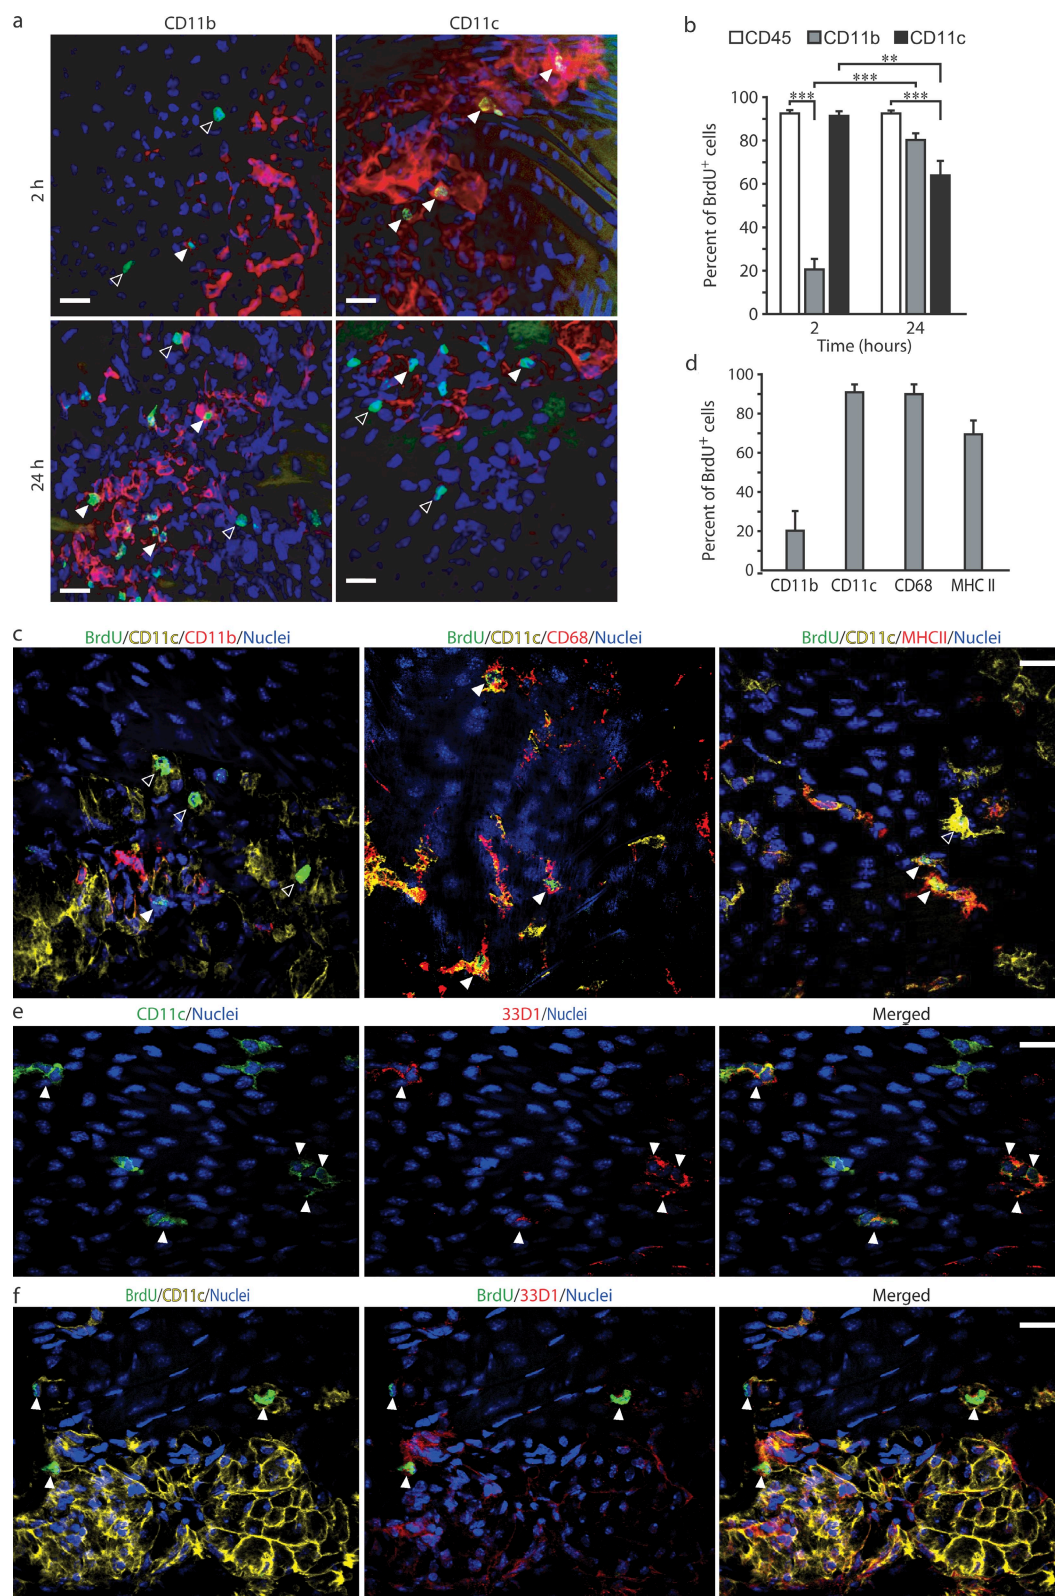 a
CD11b
CD11c
2 h
24 h
b
CD45 CD11b CD11c
**
***
*** ***
Percent of BrdU+ cells
100
80
60
40
20
0
2 24
Time (hours)
d
Percent of BrdU+ cells
100
80
60
40
20
0
CD11b CD11c CD68 MHC II
c
BrdU/CD11c/CD11b/Nuclei
BrdU/CD11c/CD68/Nuclei
BrdU/CD11c/MHCII/Nuclei
e
CD11c/Nuclei
33D1/Nuclei
Merged
f
BrdU/CD11c/Nuclei
BrdU/33D1/Nuclei
Merged